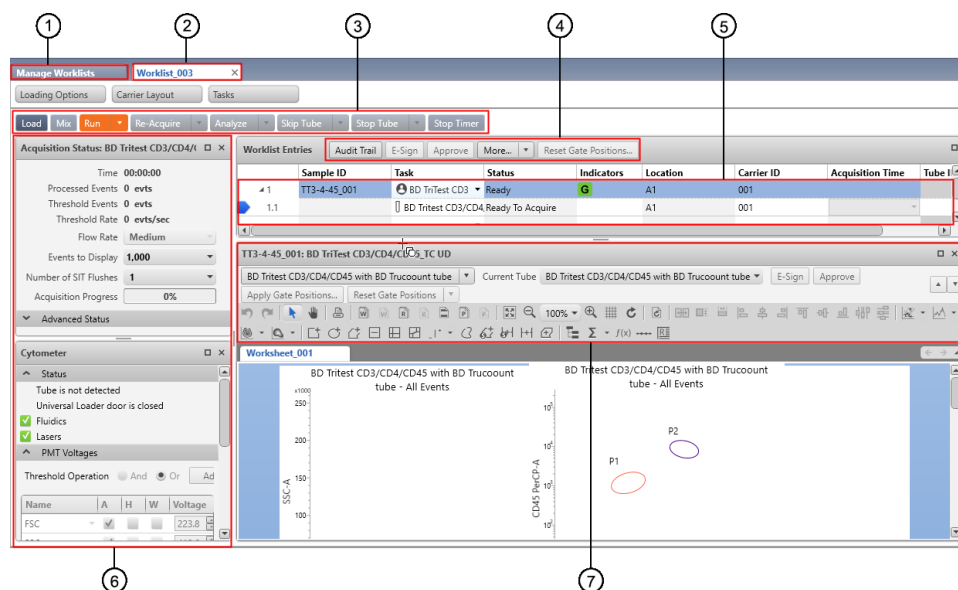 1 2 3 4 5
Manage Worklists Worklist_003 ×
Loading Options Carrier Layout Tasks
Load Mix Run Re-Acquire Analyze Skip Tube Stop Tube Stop Timer
Acquisition Status: BD Tritest CD3/CD4/(
Time 00:00:00
Processed Events 0 evts
Threshold Events 0 evts
Threshold Rate 0 evts/sec
Flow Rate Medium
Events to Display 1,000
Number of SIT Flushes 1
Acquisition Progress 0%
Advanced Status
Worklist Entries Audit Trail E-Sign Approve More... Reset Gate Positions...
Sample ID Task Status Indicators Location Carrier ID Acquisition Time Tube I
1 TT3-4-45_001 BD TriTest CD3 Ready G A1 001
1.1 BD Tritest CD3/CD4, Ready To Acquire A1 001
TT3-4-45_001: BD TriTest CD3/CD4/CD45_TC UD
BD Tritest CD3/CD4/CD45 with BD Trucoount tube Current Tube BD Tritest CD3/CD4/CD45 with BD Trucoount tube E-Sign Approve
Apply Gate Positions... Reset Gate Positions
100%
Σ f(x)
Cytometer
Status
Tube is not detected
Universal Loader door is closed
Fluidics
Lasers
PMT Voltages
Threshold Operation And Or Ad
Name A H W Voltage
FSC 223.8
Worksheet_001
BD Tritest CD3/CD4/CD45 with BD Trucoount
tube - All Events
x1000
250
200
150
100
SSC-A
BD Tritest CD3/CD4/CD45 with BD Trucoount
tube - All Events
10⁵
10⁴
10³
10²
CD45 PerCP-A
P2
P1
6 7